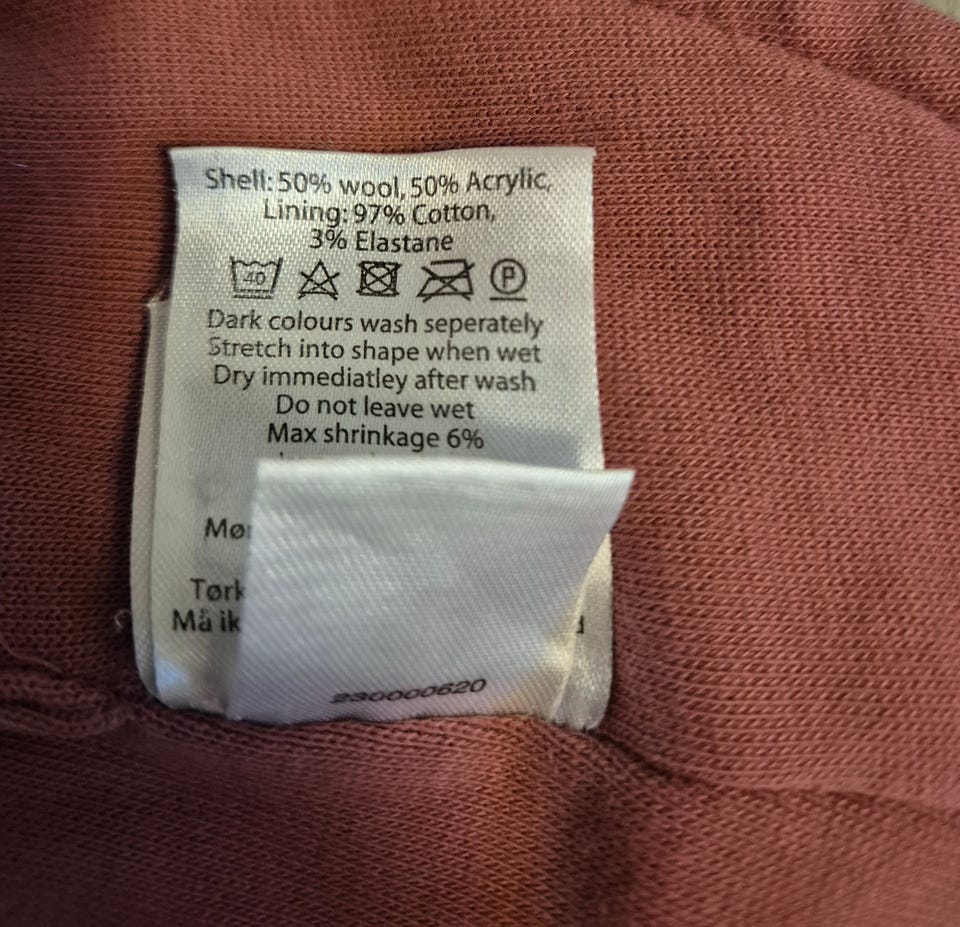 Shell: 50% wool, 50% Acrylic,
Lining: 97% Cotton,
3% Elastane
40 P
Dark colours wash seperately
Stretch into shape when wet
Dry immediatley after wash
Do not leave wet
Max shrinkage 6%
Mø
Tørk
Må ik
230000620